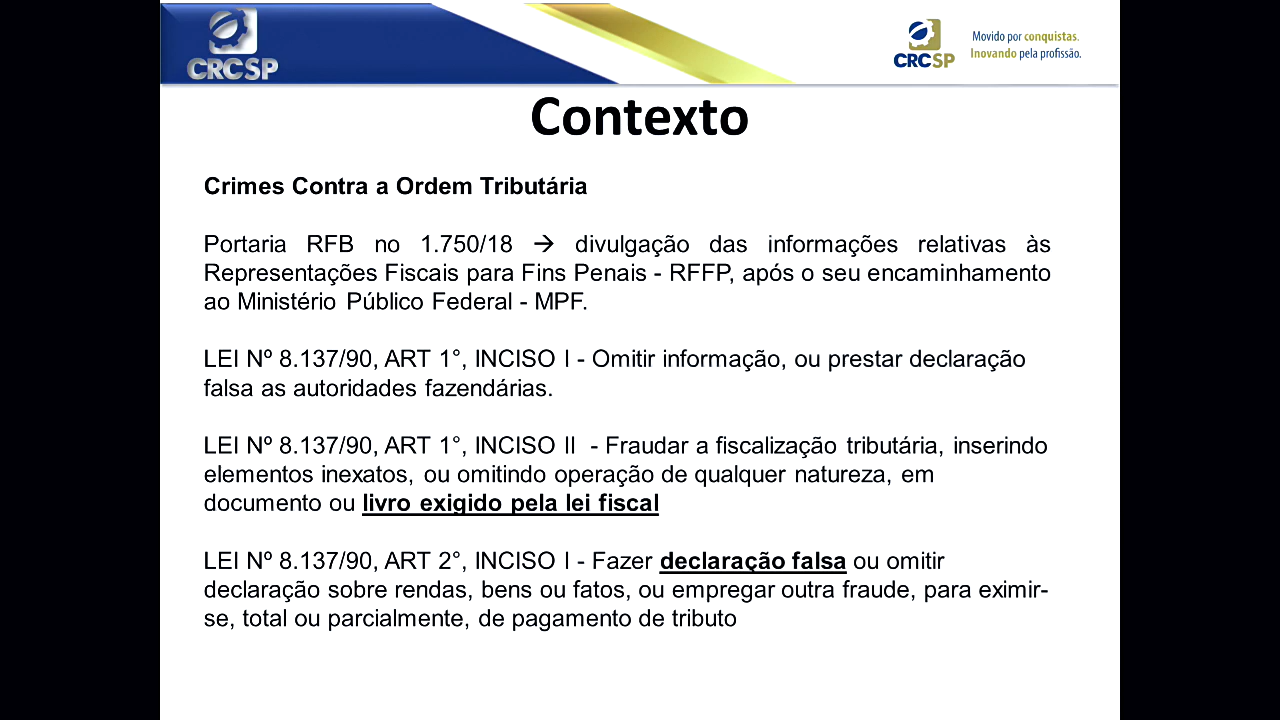 CRCSP
CRCSP
Movido por conquistas.
Inovando pela profissão.
Contexto
Crimes Contra a Ordem Tributária
Portaria RFB no 1.750/18 → divulgação das informações relativas às
Representações Fiscais para Fins Penais - RFFP, após o seu encaminhamento
ao Ministério Público Federal - MPF.
LEI Nº 8.137/90, ART 1°, INCISO I - Omitir informação, ou prestar declaração
falsa as autoridades fazendárias.
LEI Nº 8.137/90, ART 1°, INCISO II - Fraudar a fiscalização tributária, inserindo
elementos inexatos, ou omitindo operação de qualquer natureza, em
documento ou livro exigido pela lei fiscal
LEI Nº 8.137/90, ART 2°, INCISO I - Fazer declaração falsa ou omitir
declaração sobre rendas, bens ou fatos, ou empregar outra fraude, para eximir-
se, total ou parcialmente, de pagamento de tributo